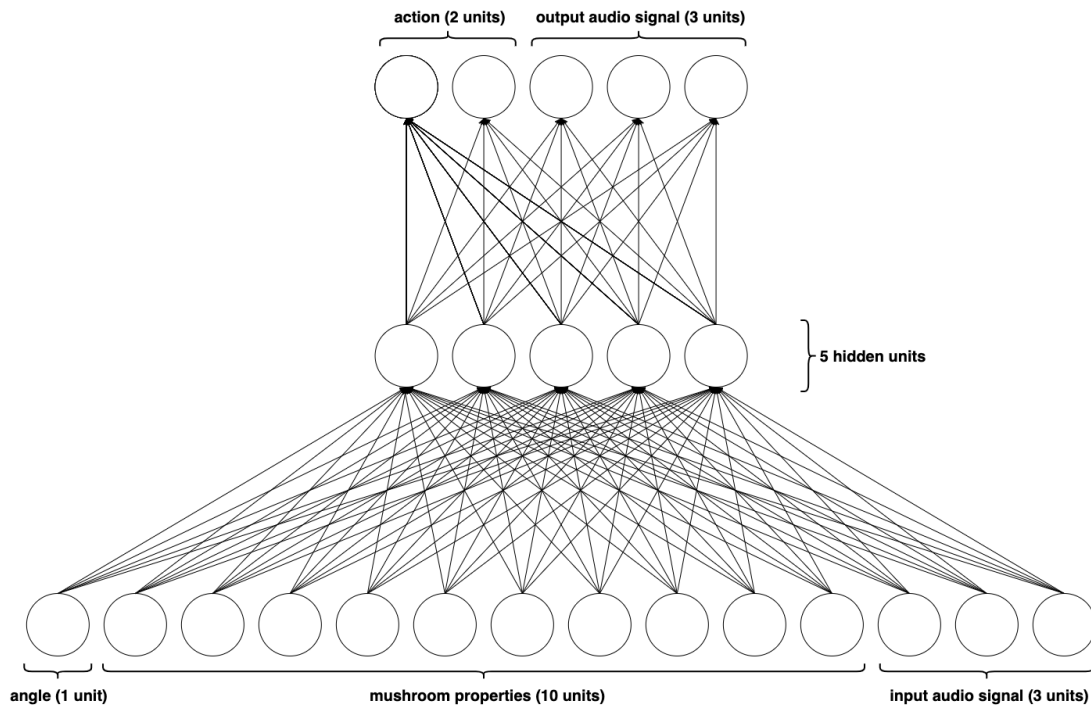 action (2 units)
output audio signal (3 units)
5 hidden units
angle (1 unit)
mushroom properties (10 units)
input audio signal (3 units)